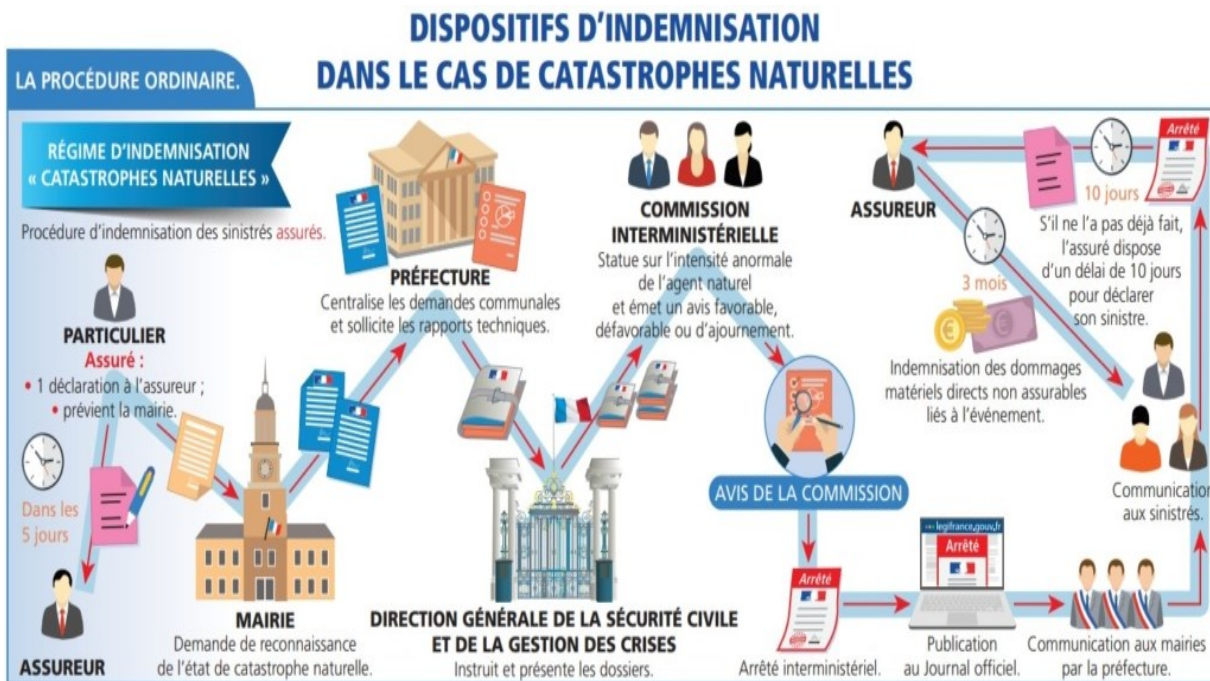 DISPOSITIFS D'INDEMNISATION
DANS LE CAS DE CATASTROPHES NATURELLES
LA PROCÉDURE ORDINAIRE.
RÉGIME D'INDEMNISATION
« CATASTROPHES NATURELLES »
Procédure d'indemnisation des sinistrés assurés.
PARTICULIER
Assuré :
• 1 déclaration à l'assureur ;
• prévient la mairie.
Dans les
5 jours
ASSUREUR
MAIRIE
Demande de reconnaissance
de l'état de catastrophe naturelle.
PRÉFECTURE
Centralise les demandes communales
et sollicite les rapports techniques.
DIRECTION GÉNÉRALE DE LA SÉCURITÉ CIVILE
ET DE LA GESTION DES CRISES
Instruit et présente les dossiers.
COMMISSION
INTERMINISTÉRIELLE
Statue sur l'intensité anormale
de l'agent naturel
et émet un avis favorable,
défavorable ou d'ajournement.
AVIS DE LA COMMISSION
Arrêté
Arrêté interministériel.
legifrance.gouv.fr
Arrêté
Publication
au Journal officiel.
Communication aux mairies
par la préfecture.
Arrêté
10 jours
S'il ne l'a pas déjà fait,
l'assuré dispose
d'un délai de 10 jours
pour déclarer
son sinistre.
ASSUREUR
3 mois
Indemnisation des dommages
matériels directs non assurables
liés à l'événement.
Communication
aux sinistrés.